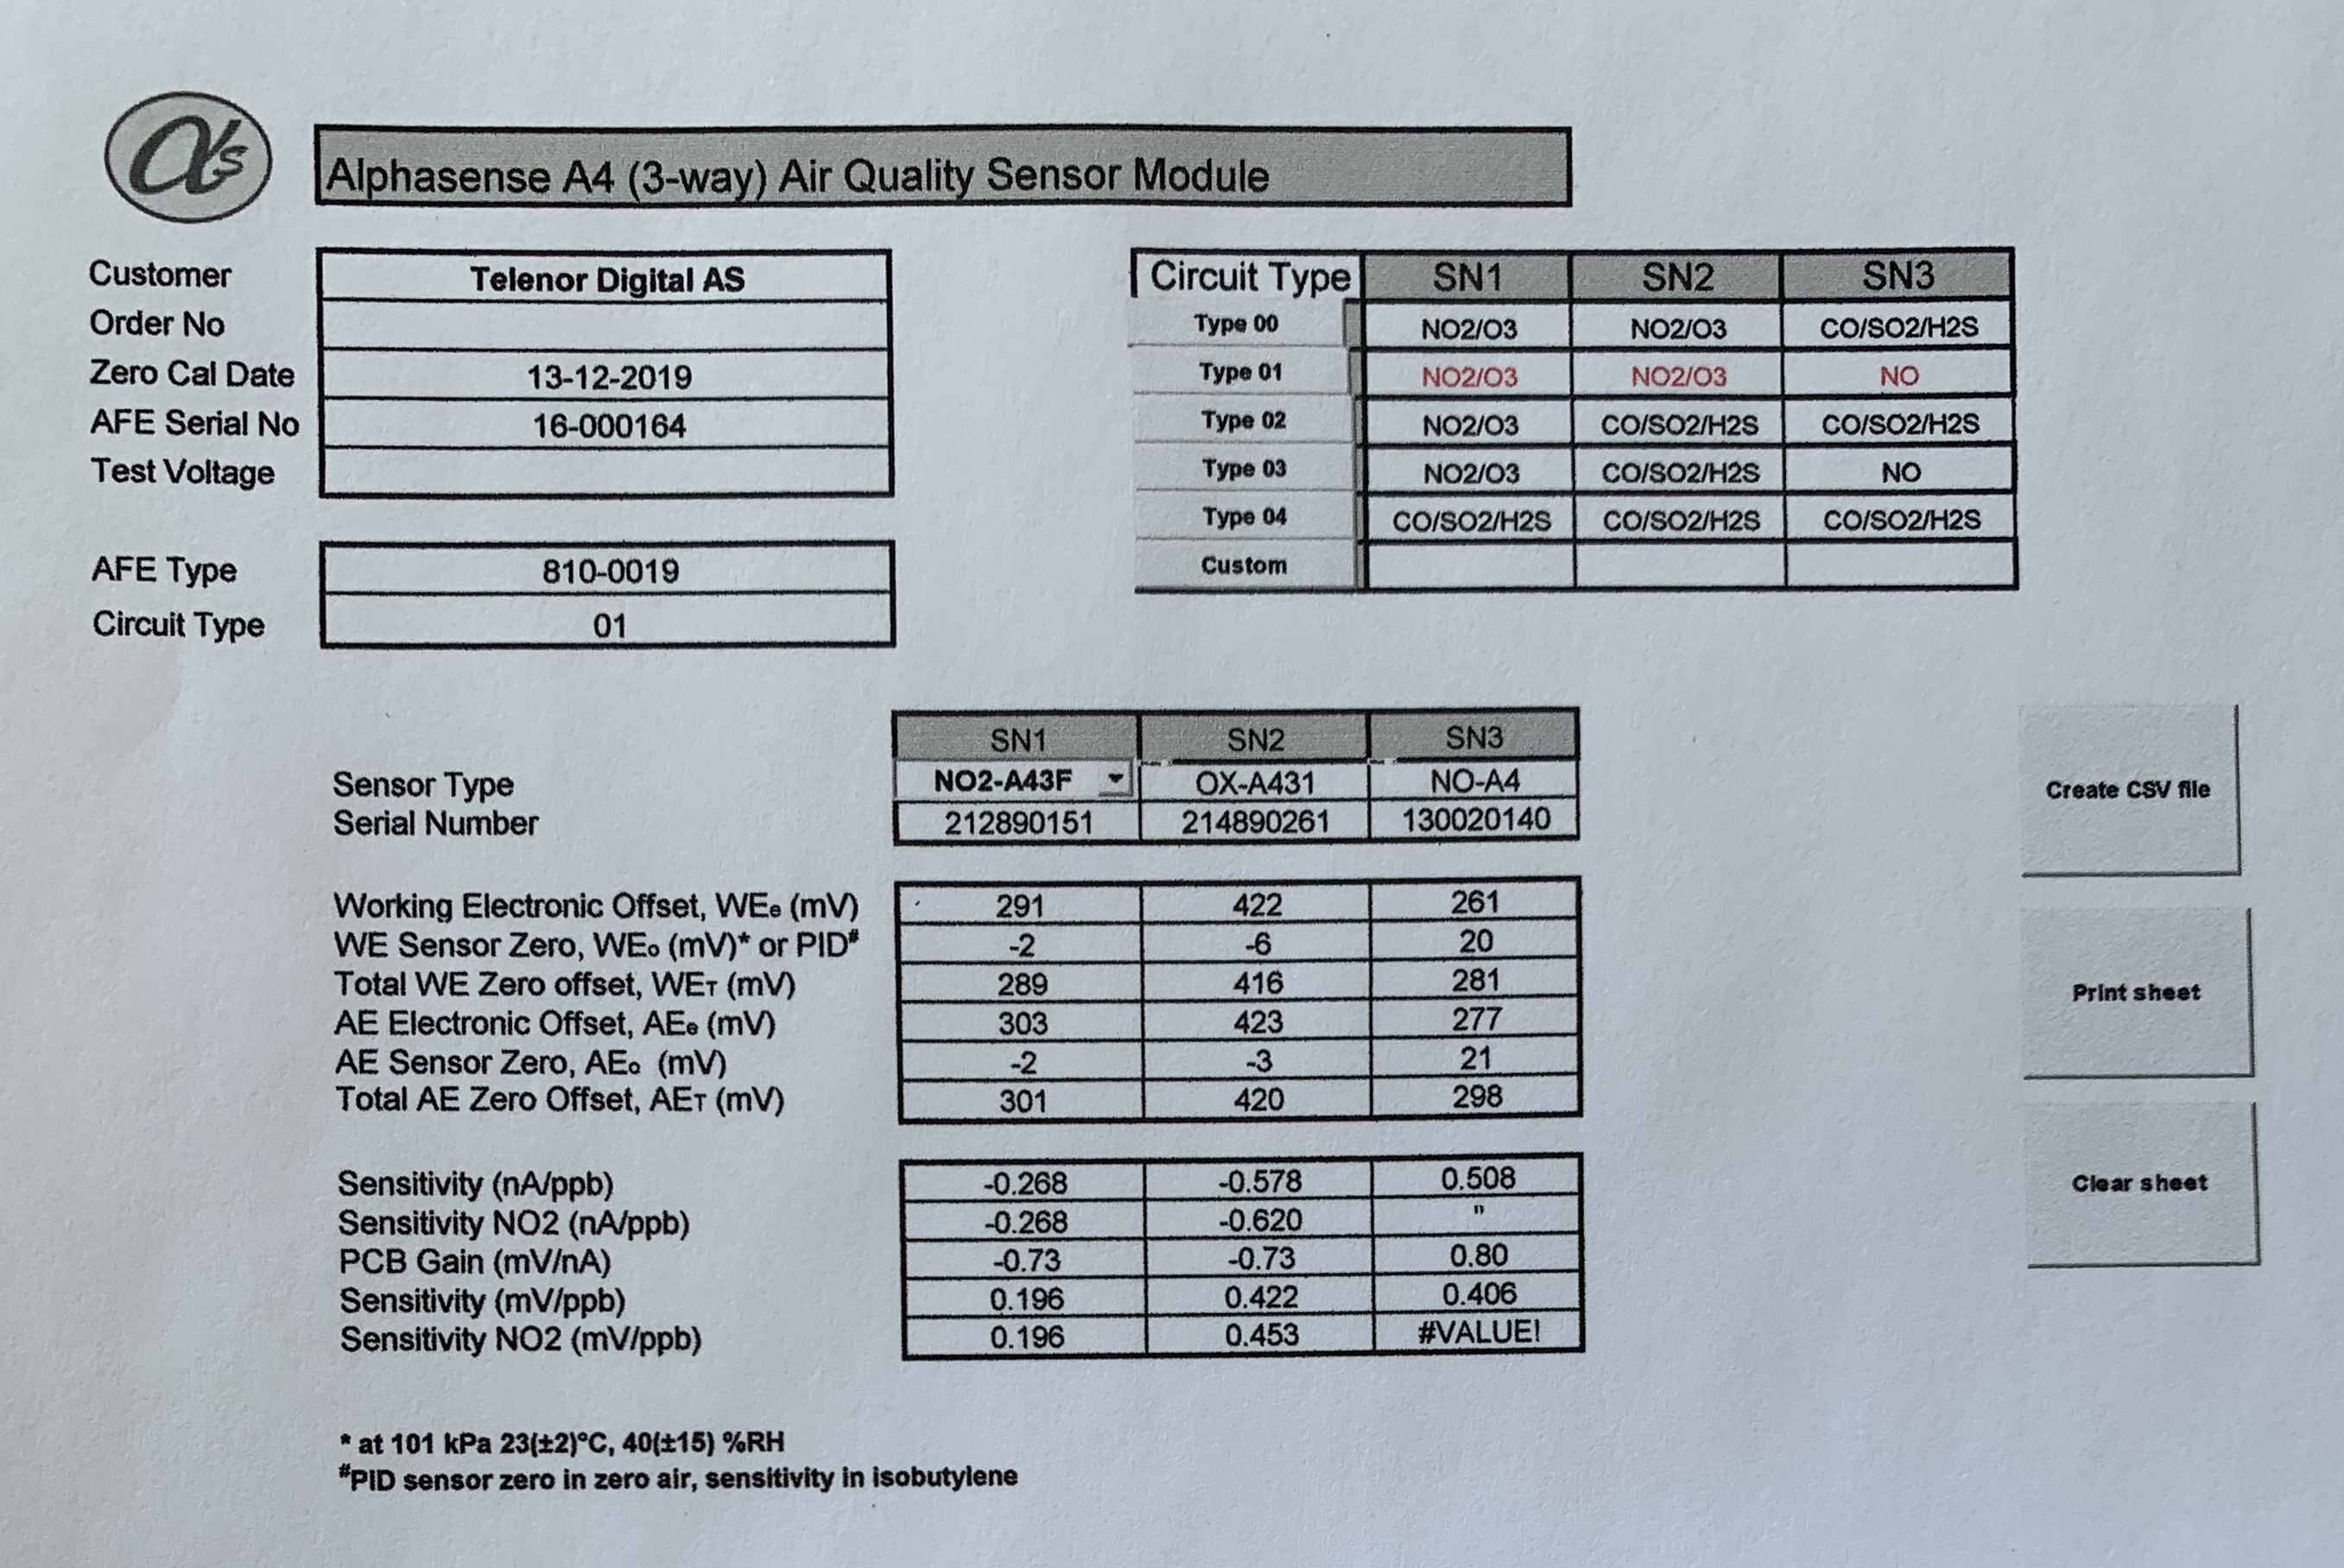 αs
Alphasense A4 (3-way) Air Quality Sensor Module
Customer Telenor Digital AS
Order No
Zero Cal Date 13-12-2019
AFE Serial No 16-000164
Test Voltage
AFE Type 810-0019
Circuit Type 01
Circuit Type SN1 SN2 SN3
Type 00 NO2/O3 NO2/O3 CO/SO2/H2S
Type 01 NO2/O3 NO2/O3 NO
Type 02 NO2/O3 CO/SO2/H2S CO/SO2/H2S
Type 03 NO2/O3 CO/SO2/H2S NO
Type 04 CO/SO2/H2S CO/SO2/H2S CO/SO2/H2S
Custom
SN1 SN2 SN3
Sensor Type NO2-A43F OX-A431 NO-A4
Serial Number 212890151 214890261 130020140
Working Electronic Offset, WEe (mV) 291 422 261
WE Sensor Zero, WEo (mV)* or PID# -2 -6 20
Total WE Zero offset, WET (mV) 289 416 281
AE Electronic Offset, AEe (mV) 303 423 277
AE Sensor Zero, AEo (mV) -2 -3 21
Total AE Zero Offset, AET (mV) 301 420 298
Sensitivity (nA/ppb) -0.268 -0.578 0.508
Sensitivity NO2 (nA/ppb) -0.268 -0.620 "
PCB Gain (mV/nA) -0.73 -0.73 0.80
Sensitivity (mV/ppb) 0.196 0.422 0.406
Sensitivity NO2 (mV/ppb) 0.196 0.453 #VALUE!
Create CSV file
Print sheet
Clear sheet
* at 101 kPa 23(±2)°C, 40(±15) %RH
#PID sensor zero in zero air, sensitivity in isobutylene